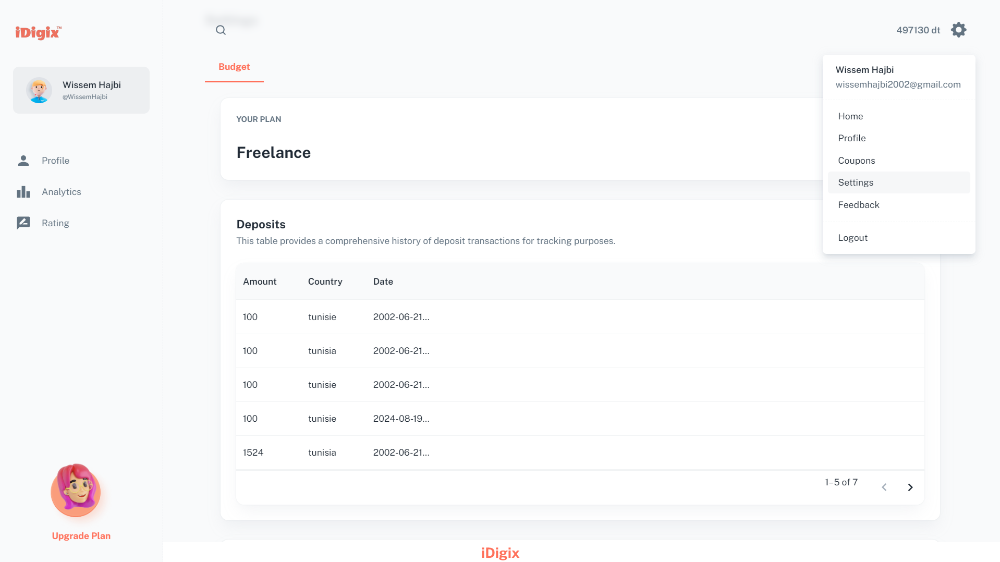 iDigix™
Wissem Hajbi
@WissemHajbi
Profile
Analytics
Rating
Upgrade Plan
497130 dt
Budget
YOUR PLAN
Freelance
Deposits
This table provides a comprehensive history of deposit transactions for tracking purposes.
Amount Country Date
100 tunisie 2002-06-21...
100 tunisia 2002-06-21...
100 tunisie 2002-06-21...
100 tunisie 2024-08-19...
1524 tunisia 2002-06-21...
1–5 of 7
Wissem Hajbi
wissemhajbi2002@gmail.com
Home
Profile
Coupons
Settings
Feedback
Logout
iDigix